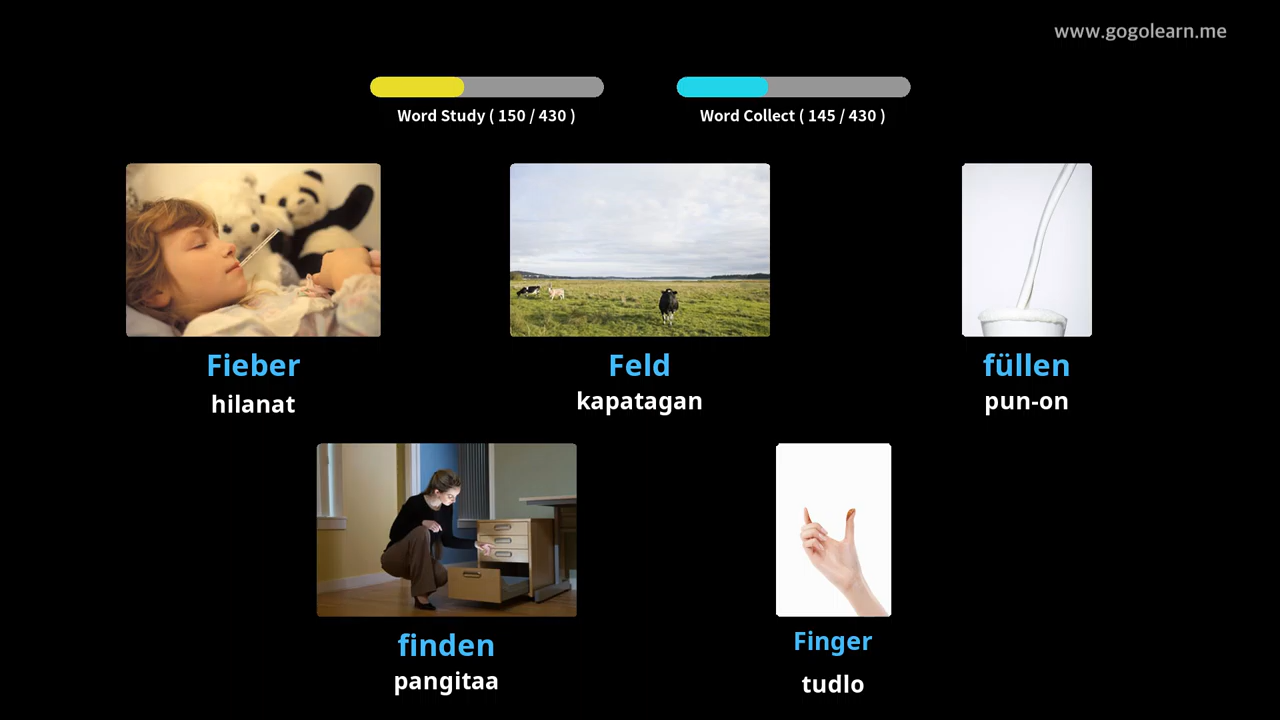 www.gogolearn.me
Word Study ( 150 / 430 )
Word Collect ( 145 / 430 )
Fieber
hilanat
Feld
kapatagan
füllen
pun-on
finden
pangitaa
Finger
tudlo